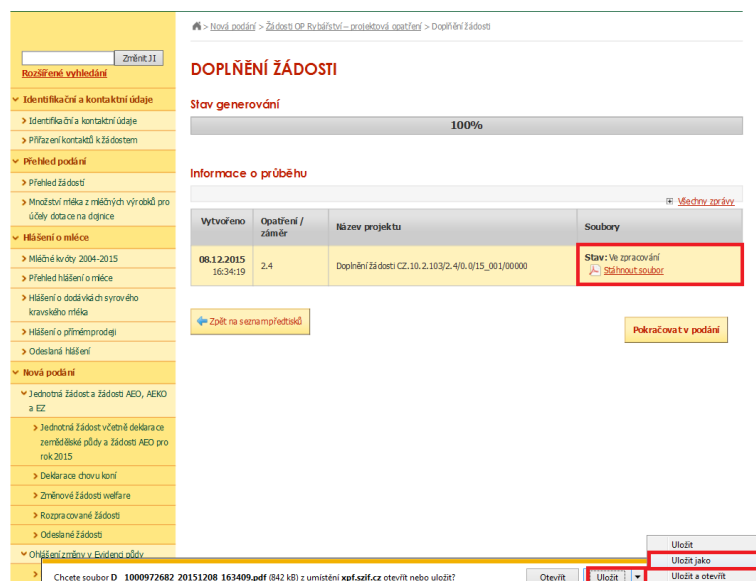 > Nová podání > Žádosti OP Rybářství – projektová opatření > Doplnění žádosti
Změnit JI
Rozšířené vyhledání
Identifikační a kontaktní údaje
Identifikační a kontaktní údaje
Přiřazení kontaktů k žádostem
Přehled podání
Přehled žádostí
Množství mléka z mléčných výrobků pro
účely dotace na dojnice
Hlášení o mléce
Mléčné kvóty 2004-2015
Přehled hlášení o mléce
Hlášení o dodávkách syrového
kravského mléka
Hlášení o přímém prodeji
Odeslaná hlášení
Nová podání
Jednotná žádost a žádosti AEO, AEKO
a EZ
Jednotná žádost včetně deklarace
zemědělské půdy a žádosti AEO pro
rok 2015
Deklarace chovu koní
Změnové žádosti welfare
Rozpracované žádosti
Odeslané žádosti
Ohlášení změny v Evidenci půdy
DOPLŇĚNÍ ŽÁDOSTI
Stav generování
100%
Informace o průběhu
Všechny zprávy
Vytvořeno Opatření / záměr Název projektu Soubory
08.12.2015 16:34:19 2.4 Doplnění žádosti CZ.10.2.103/2.4/0.0/15_001/00000 Stav: Ve zpracování
Stáhnout soubor
Zpět na seznam předtisků
Pokračovat v podání
Uložit
Uložit jako
Uložit a otevřít
Chcete soubor D_1000972682_20151208_163409.pdf (842 kB) z umístění xpf.szif.cz otevřít nebo uložit? Otevřít Uložit